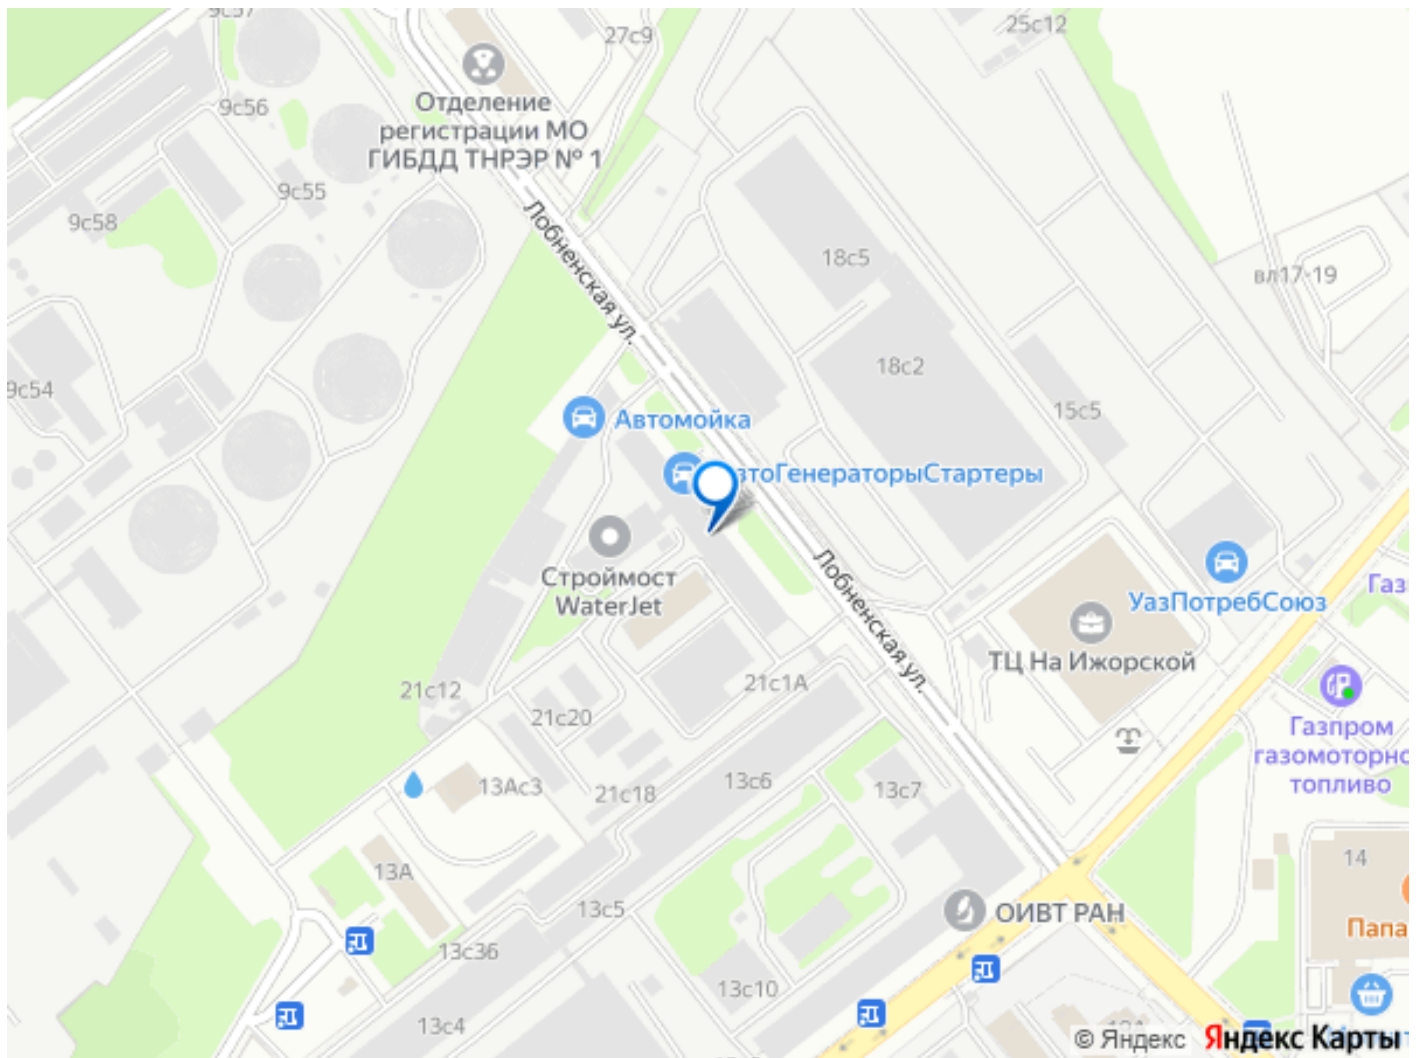 9с57
27с9
25с12
9с56
Отделение
регистрации МО
ГИБДД ТНРЭР № 1
9с55
9с58
Лобненская ул.
18с5
вл17-19
18с2
9с54
15с5
Автомойка
втоГенераторыСтартеры
Строймост
WaterJet
Лобненская ул.
УазПотребСоюз
Газ
ТЦ На Ижорской
21с12
21с1А
21с20
Газпром
газомоторно
топливо
13Ас3
21с18
13с6
13с7
14
13А
13с5
ОИВТ РАН
Папа
13с36
13с10
13с4
© Яндекс
Яндекс Карты